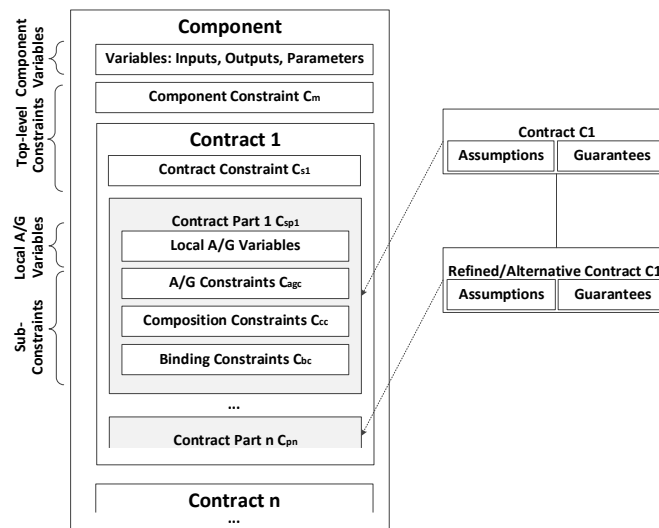 Component
Variables: Inputs, Outputs, Parameters
Component Constraint Cm
Contract 1
Contract Constraint Cs1
Contract Part 1 Csp1
Local A/G Variables
A/G Constraints Cagc
Composition Constraints Ccc
Binding Constraints Cbc
...
Contract Part n Cpn
Contract n
...
Component
Variables
Top-level
Constraints
Local A/G
Variables
Sub-
Constraints
Contract C1
Assumptions
Guarantees
Refined/Alternative Contract C1
Assumptions
Guarantees